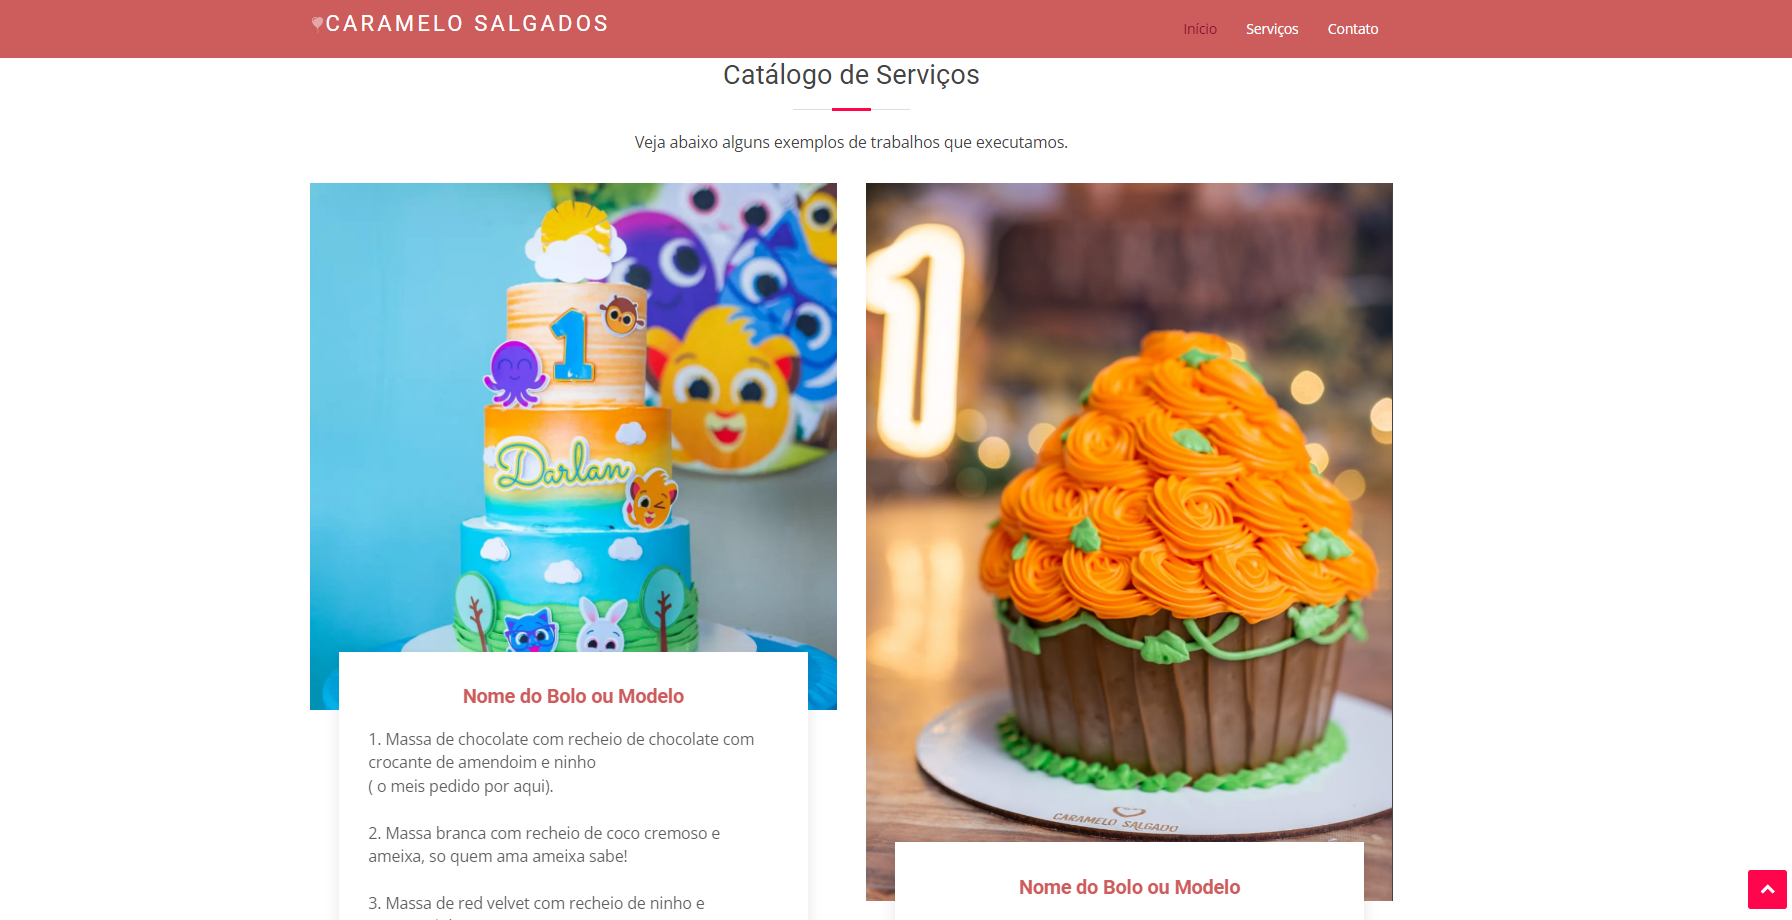 CARAMELO SALGADOS
Início Serviços Contato
Catálogo de Serviços
Veja abaixo alguns exemplos de trabalhos que executamos.
1
Darlan
1
CARAMELO SALGADO
Nome do Bolo ou Modelo
1. Massa de chocolate com recheio de chocolate com
crocante de amendoim e ninho
( o meis pedido por aqui).
2. Massa branca com recheio de coco cremoso e
ameixa, so quem ama ameixa sabe!
3. Massa de red velvet com recheio de ninho e
Nome do Bolo ou Modelo